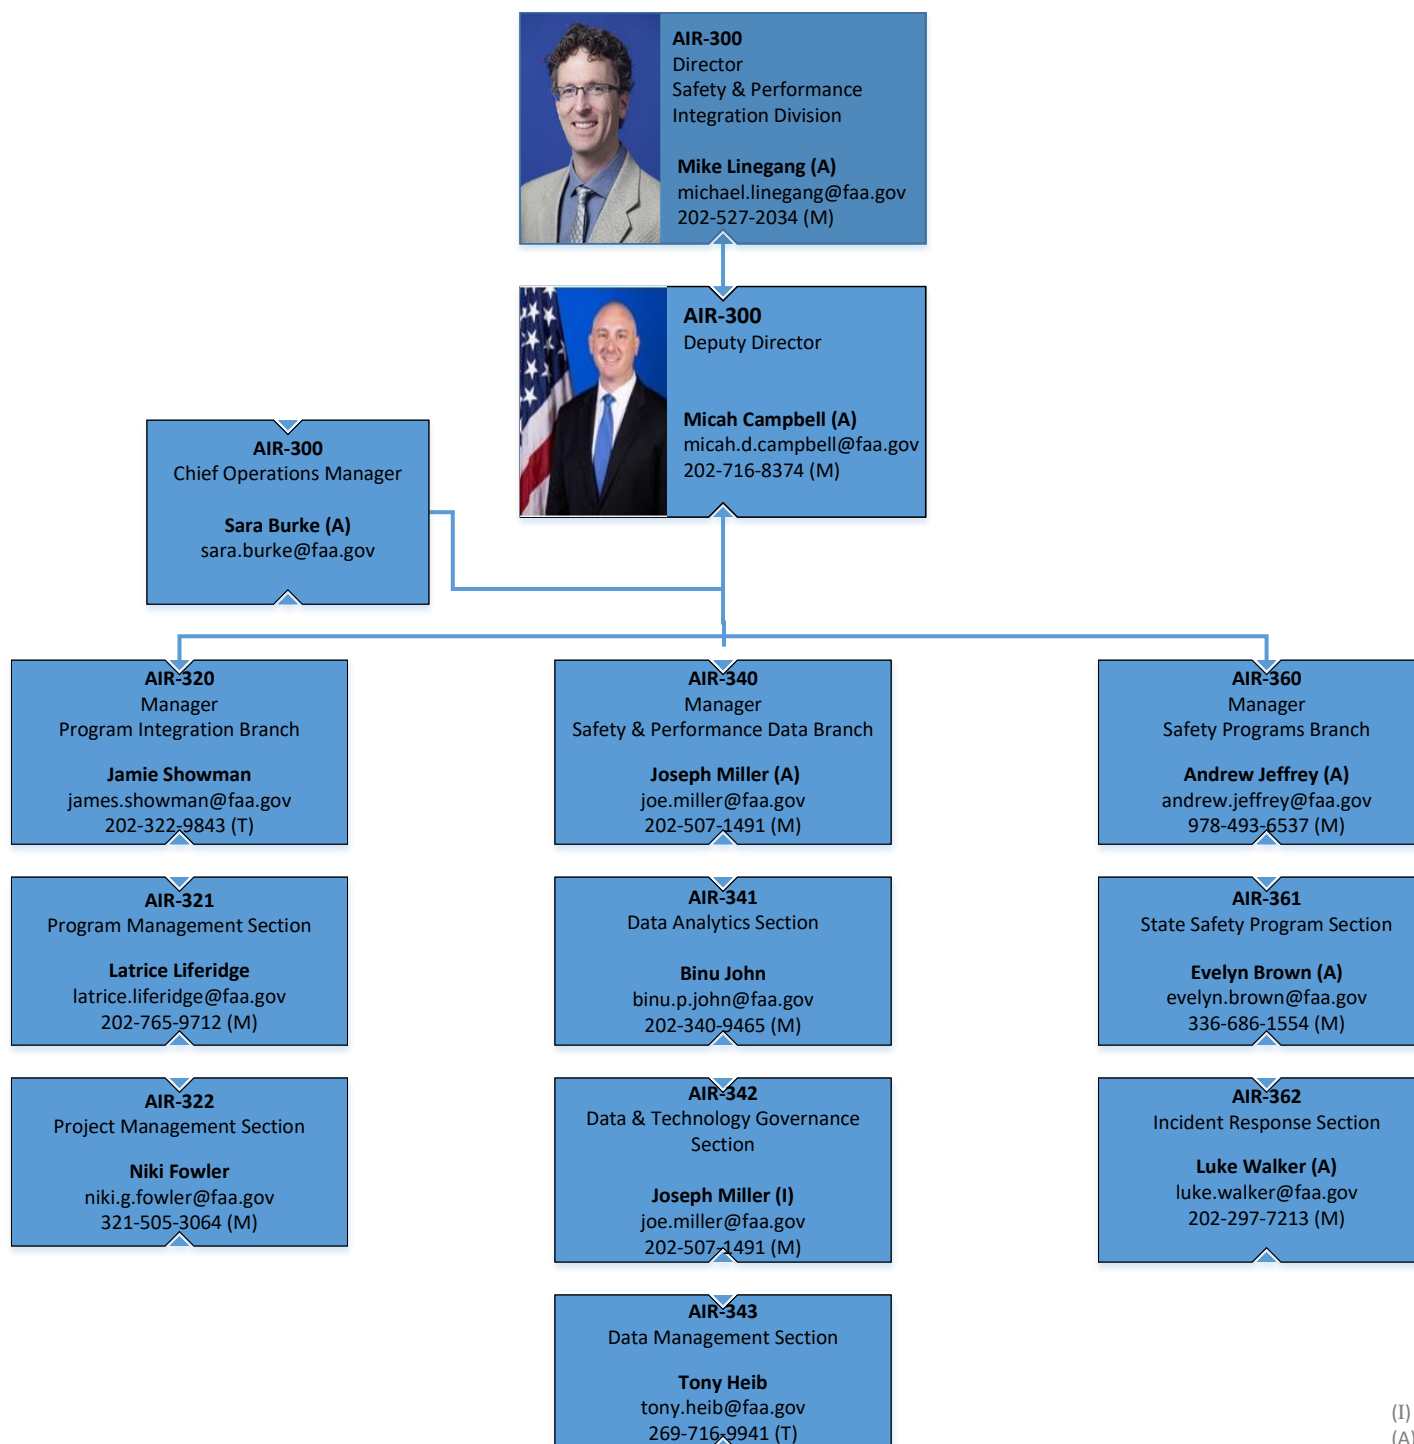 AIR-300
Director
Safety & Performance
Integration Division
Mike Linegang (A)
michael.linegang@faa.gov
202-527-2034 (M)
AIR-300
Deputy Director
Micah Campbell (A)
micah.d.campbell@faa.gov
202-716-8374 (M)
AIR-300
Chief Operations Manager
Sara Burke (A)
sara.burke@faa.gov
AIR-320
Manager
Program Integration Branch
Jamie Showman
james.showman@faa.gov
202-322-9843 (T)
AIR-321
Program Management Section
Latrice Liferidge
latrice.liferidge@faa.gov
202-765-9712 (M)
AIR-322
Project Management Section
Niki Fowler
niki.g.fowler@faa.gov
321-505-3064 (M)
AIR-340
Manager
Safety & Performance Data Branch
Joseph Miller (A)
joe.miller@faa.gov
202-507-1491 (M)
AIR-341
Data Analytics Section
Binu John
binu.p.john@faa.gov
202-340-9465 (M)
AIR-342
Data & Technology Governance
Section
Joseph Miller (I)
joe.miller@faa.gov
202-507-1491 (M)
AIR-343
Data Management Section
Tony Heib
tony.heib@faa.gov
269-716-9941 (T)
AIR-360
Manager
Safety Programs Branch
Andrew Jeffrey (A)
andrew.jeffrey@faa.gov
978-493-6537 (M)
AIR-361
State Safety Program Section
Evelyn Brown (A)
evelyn.brown@faa.gov
336-686-1554 (M)
AIR-362
Incident Response Section
Luke Walker (A)
luke.walker@faa.gov
202-297-7213 (M)
(I)
(A)